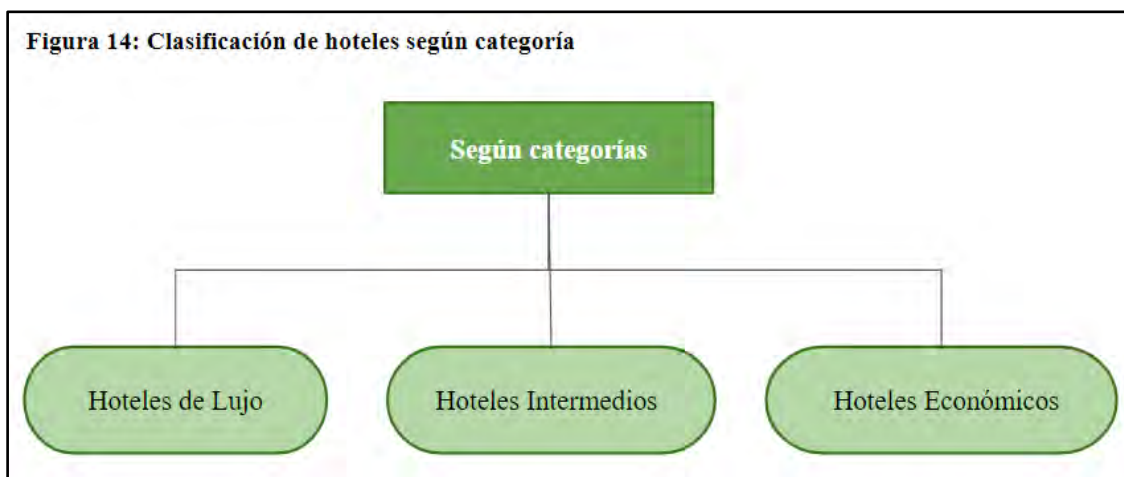 Figura 14: Clasificación de hoteles según categoría
Según categorías
Hoteles de Lujo
Hoteles Intermedios
Hoteles Económicos